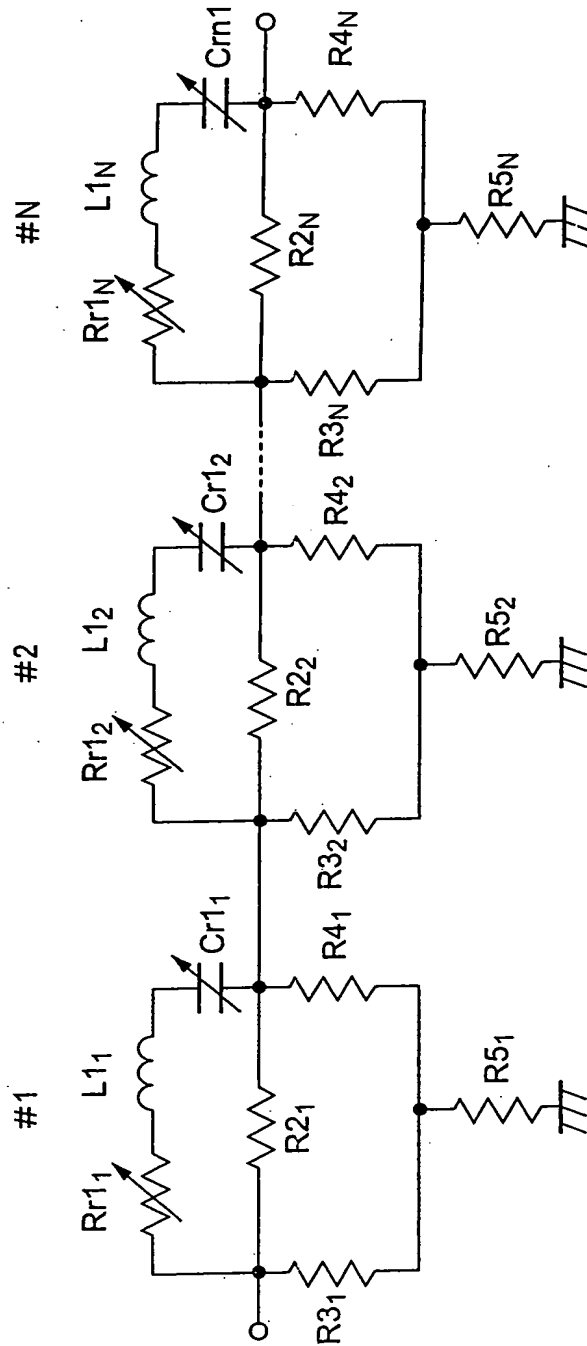 #1
#2
#N
Rr1₁
L1₁
Cr1₁
R2₁
R3₁
R4₁
R5₁
Rr1₂
L1₂
Cr1₂
R2₂
R3₂
R4₂
R5₂
Rr1N
L1N
Crn1
R2N
R3N
R4N
R5N